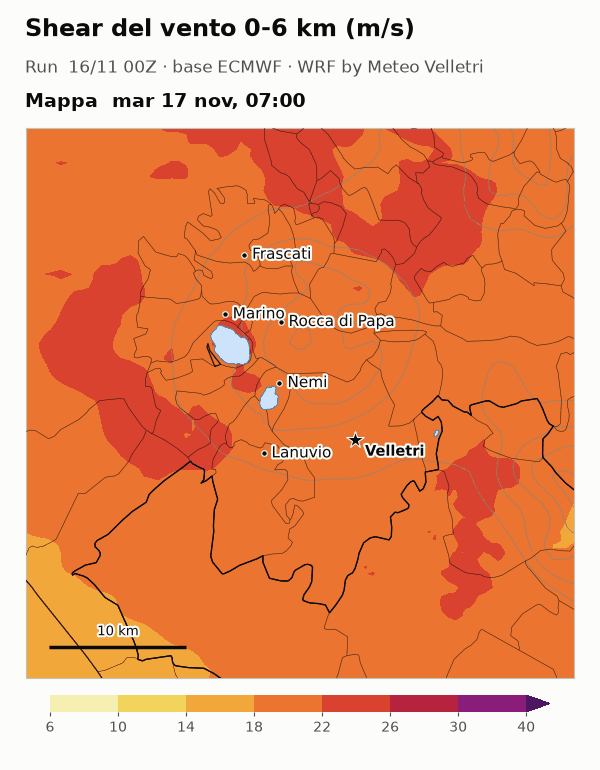 Shear del vento 0-6 km (m/s)
Run  16/11 00Z · base ECMWF · WRF by Meteo Velletri
Mappa  mar 17 nov, 07:00
Frascati
Marino
Rocca di Papa
Nemi
Velletri
Lanuvio
10 km
6 10 14 18 22 26 30 40